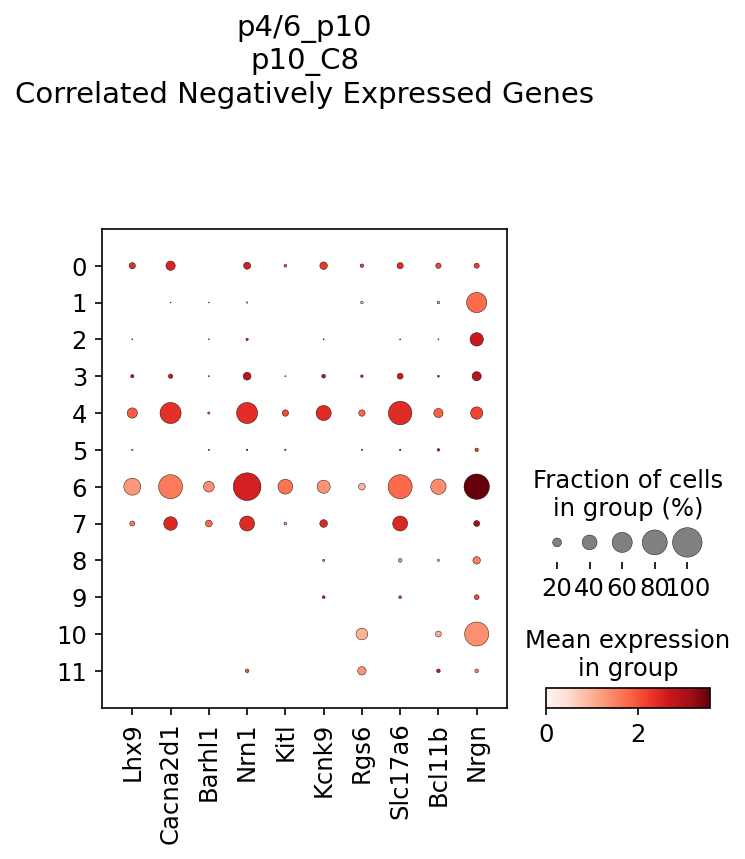 p4/6_p10
p10_C8
Correlated Negatively Expressed Genes
0
1
2
3
4
5
6
7
8
9
10
11
Lhx9
Cacna2d1
Barhl1
Nrn1
Kitl
Kcnk9
Rgs6
Slc17a6
Bcl11b
Nrgn
Fraction of cells
in group (%)
20 40 60 80 100
Mean expression
in group
0 2